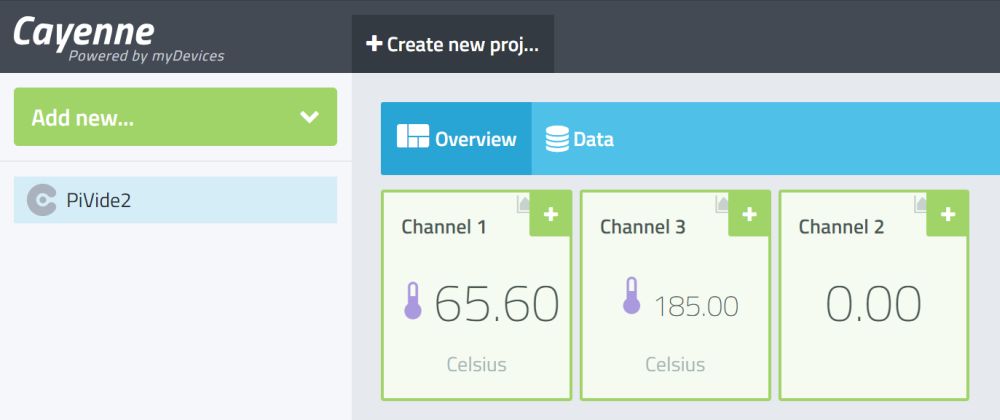 Cayenne
Powered by myDevices
+ Create new proj...
Add new...
PiVide2
Overview
Data
Channel 1
+
65.60
Celsius
Channel 3
+
185.00
Celsius
Channel 2
+
0.00